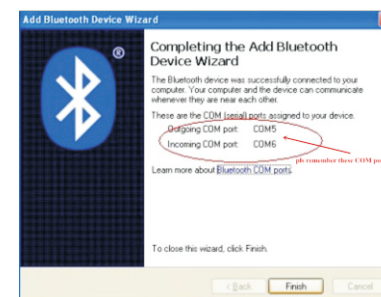 Add Bluetooth Device Wizard
®
Completing the Add Bluetooth
Device Wizard
The Bluetooth device was successfully connected to your
computer. Your computer and the device can communicate
whenever they are near each other.
These are the COM (serial) ports assigned to your device.
Outgoing COM port: COM5
Incoming COM port: COM6
pls remember these COM po
Learn more about Bluetooth COM ports.
To close this wizard, click Finish.
< Back Finish Cancel